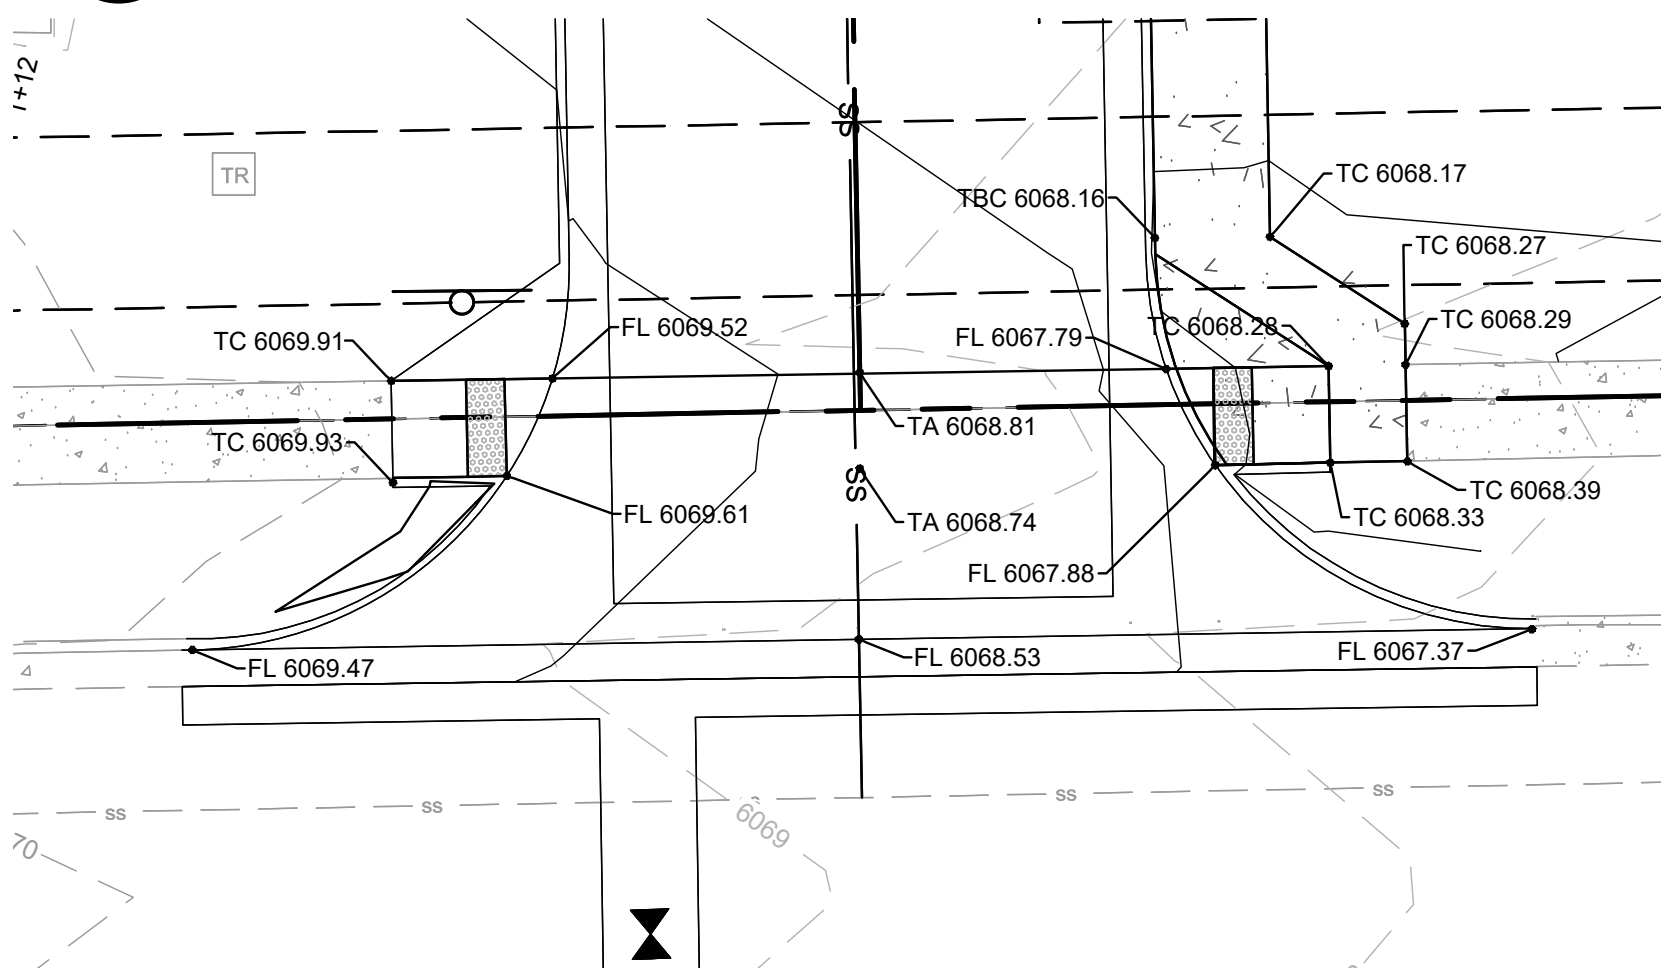 1+12
SS
TR
TC 6068.17
TBC 6068.16
TC 6068.27
TC 6068.29
FL 6069.52
TC 6068.28
FL 6067.79
TC 6069.91
TA 6068.81
TC 6069.93
SS
TC 6068.39
FL 6069.61
TC 6068.33
TA 6068.74
FL 6067.88
FL 6067.37
FL 6068.53
FL 6069.47
SS
SS
SS
SS
6069
70